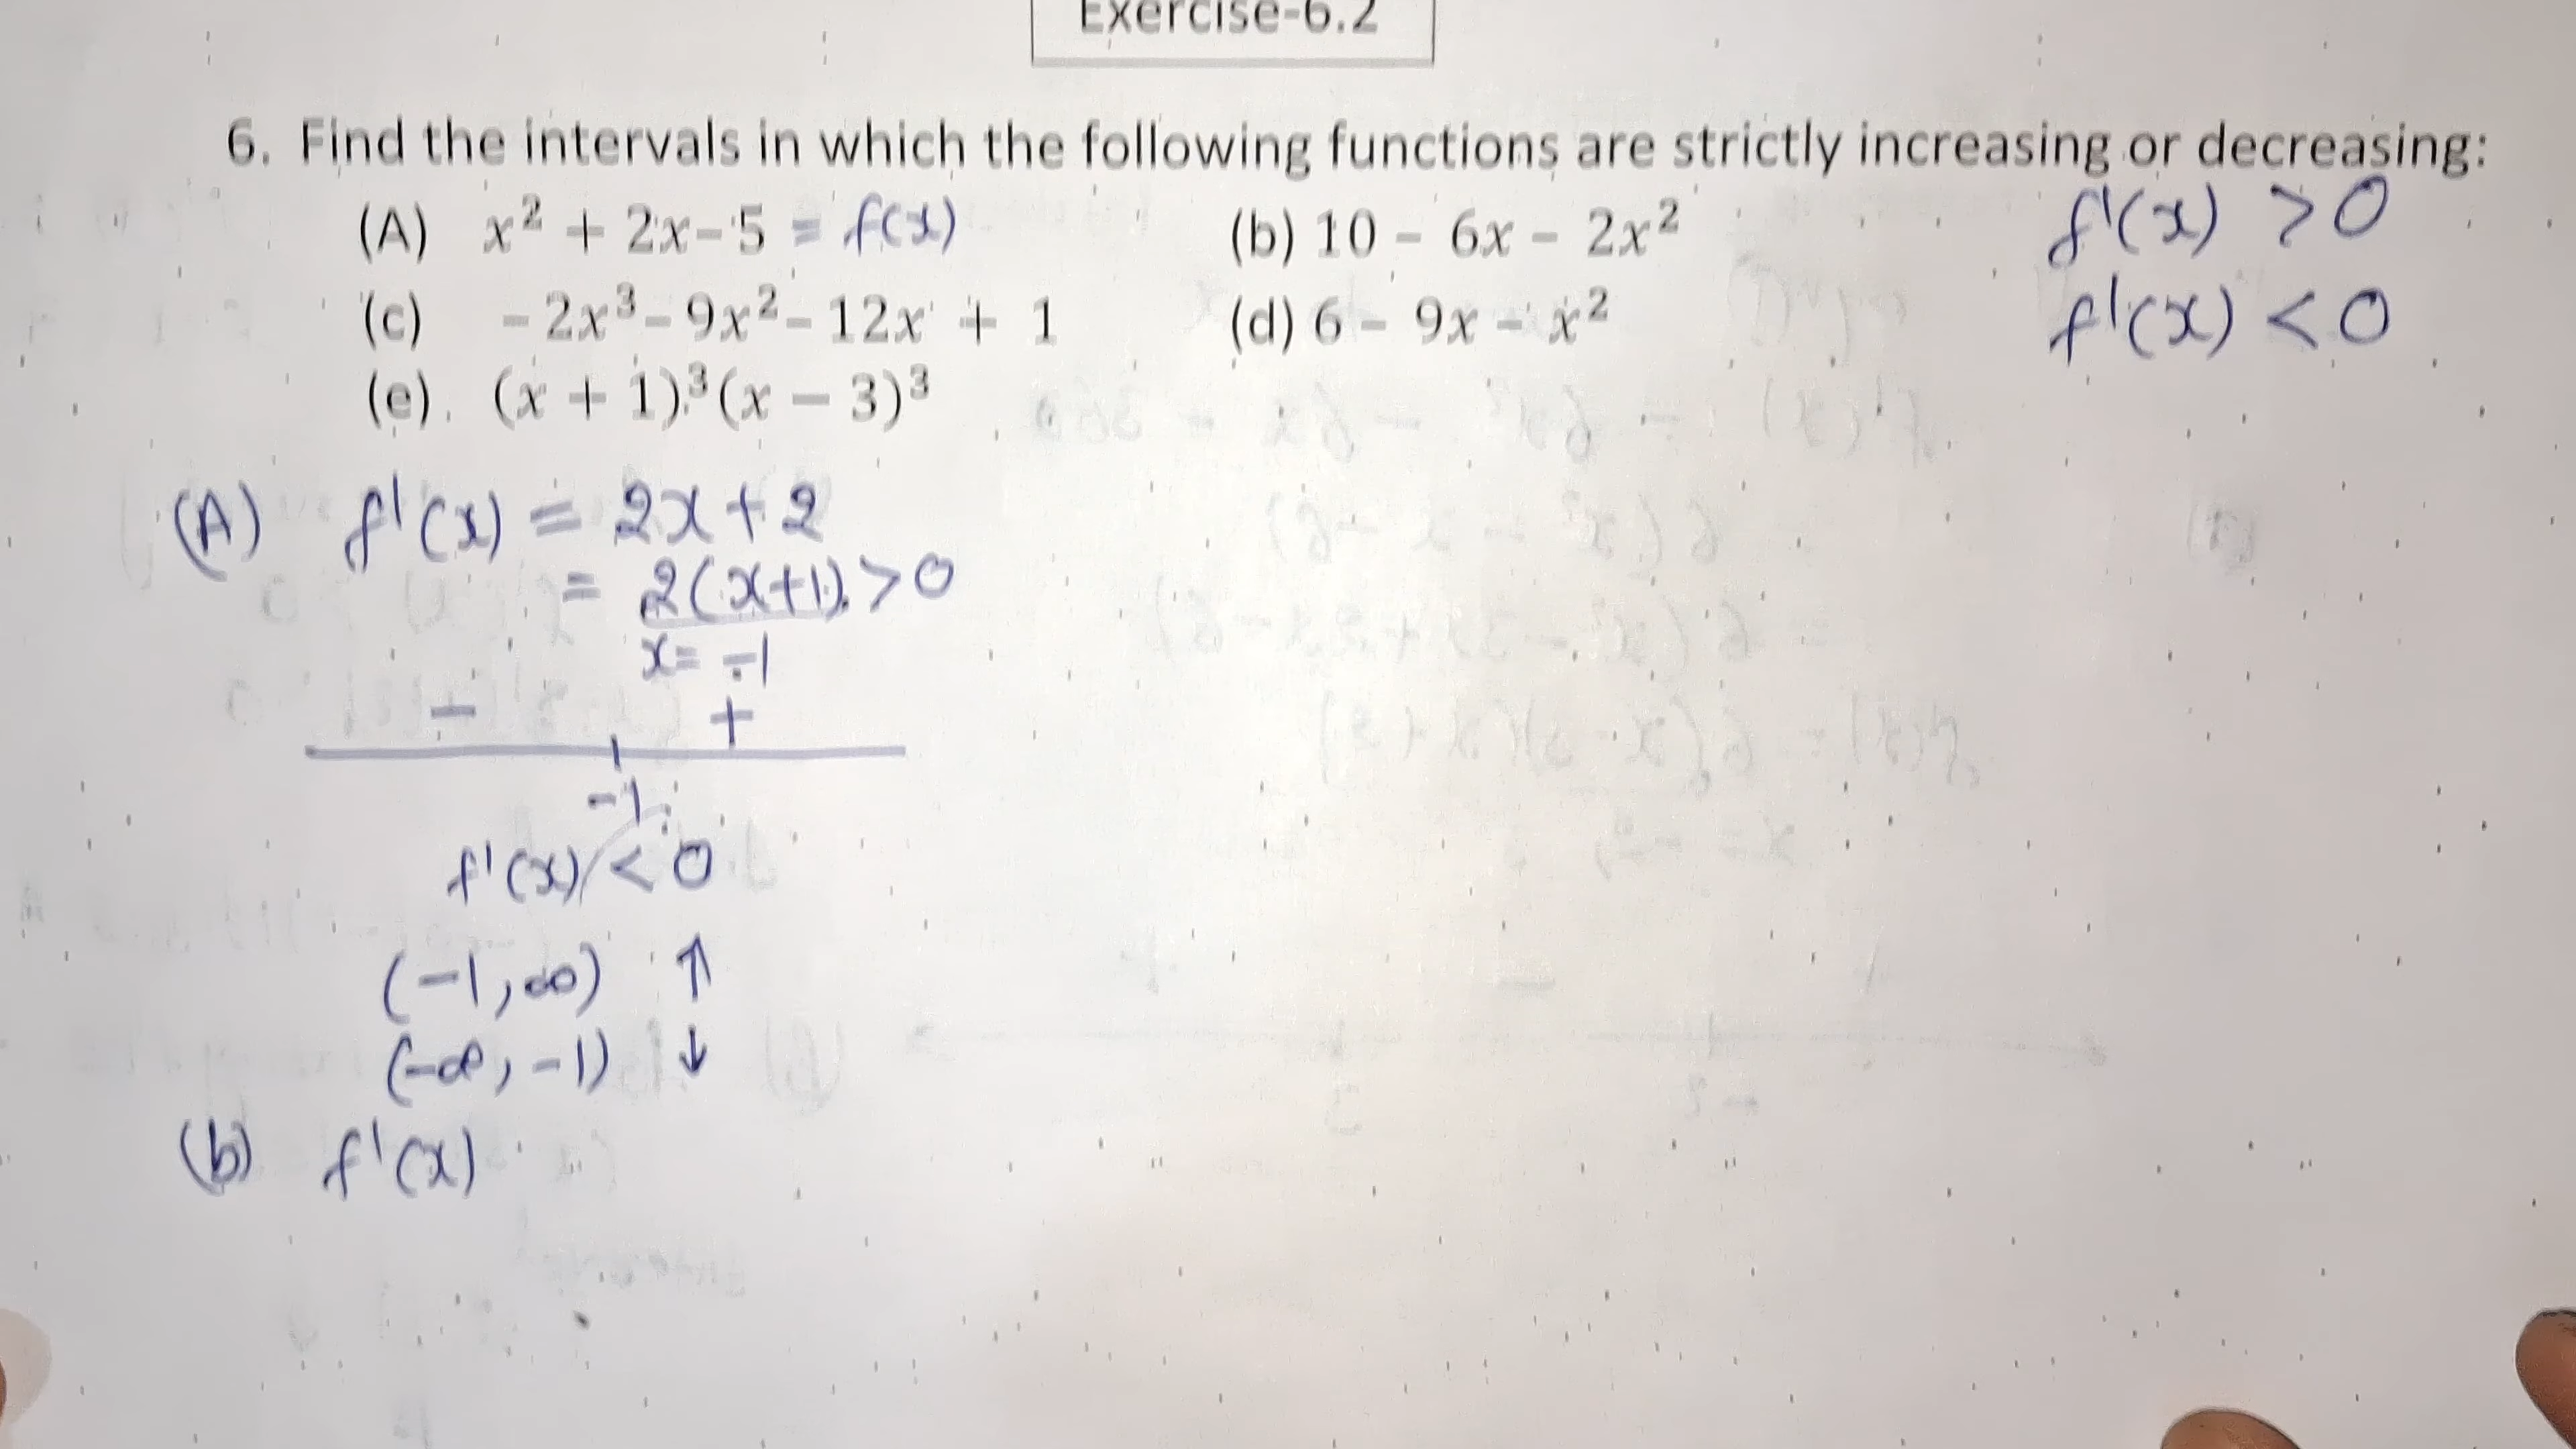 Exercise-6.2
6. Find the intervals in which the following functions are strictly increasing or decreasing:
(A) x² + 2x – 5 = f(x) (b) 10 – 6x – 2x² f'(x) > 0
(c) – 2x³ – 9x² – 12x + 1 (d) 6 – 9x – x² f'(x) < 0
(e) (x + 1)³(x – 3)³
(A) f'(x) = 2x + 2
= 2(x+1) > 0
x = -1
– +
-1
f'(x) < 0
(-1, ∞) ↑
(-∞, -1) ↓
(b) f'(x)